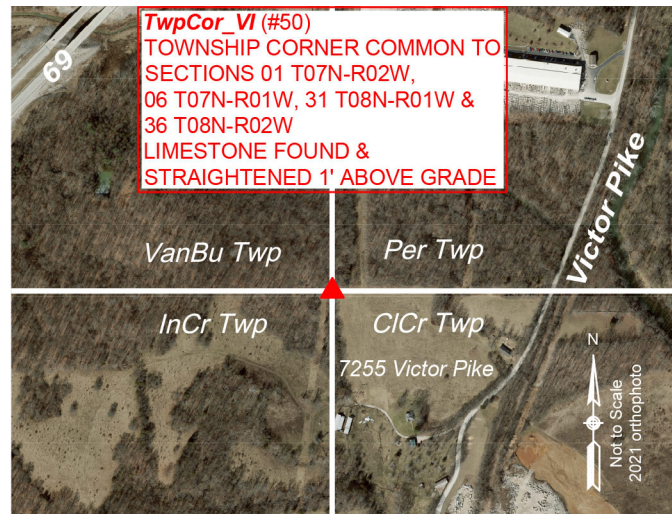 TwpCor_VI (#50)
TOWNSHIP CORNER COMMON TO
SECTIONS 01 T07N-R02W,
06 T07N-R01W, 31 T08N-R01W &
36 T08N-R02W
LIMESTONE FOUND &
STRAIGHTENED 1' ABOVE GRADE
69
Victor Pike
VanBu Twp
Per Twp
InCr Twp
ClCr Twp
7255 Victor Pike
N
Not to Scale
2021 orthophoto